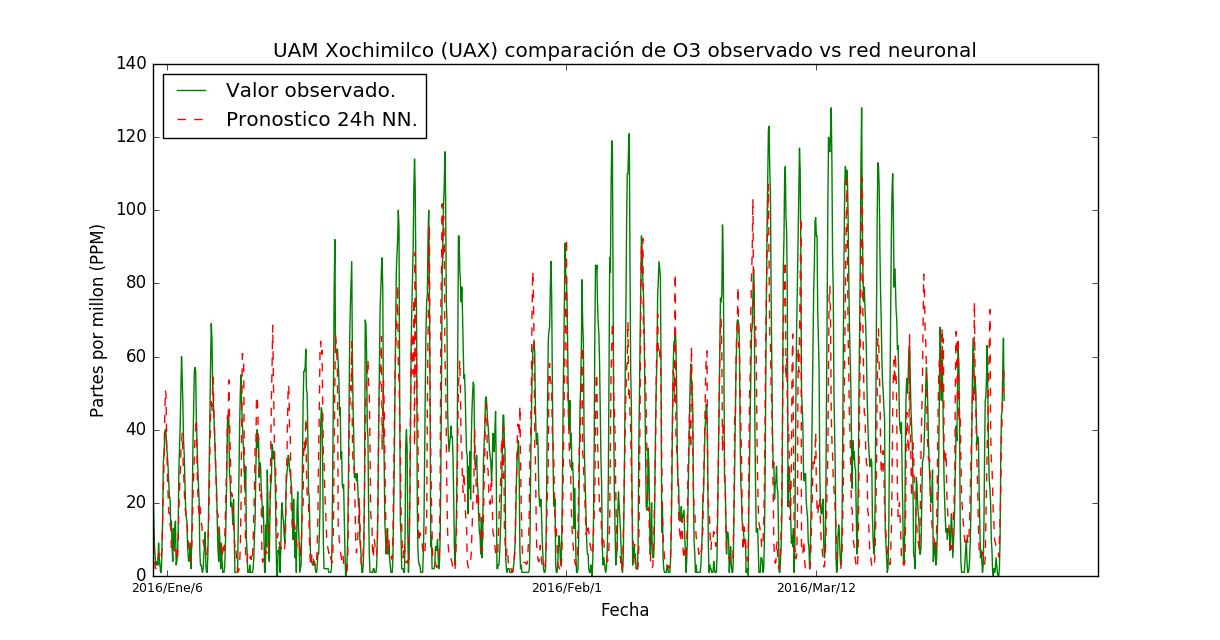 UAM Xochimilco (UAX) comparación de O3 observado vs red neuronal
Valor observado.
Pronostico 24h NN.
Partes por millon (PPM)
140
120
100
80
60
40
20
0
2016/Ene/6 2016/Feb/1 2016/Mar/12
Fecha